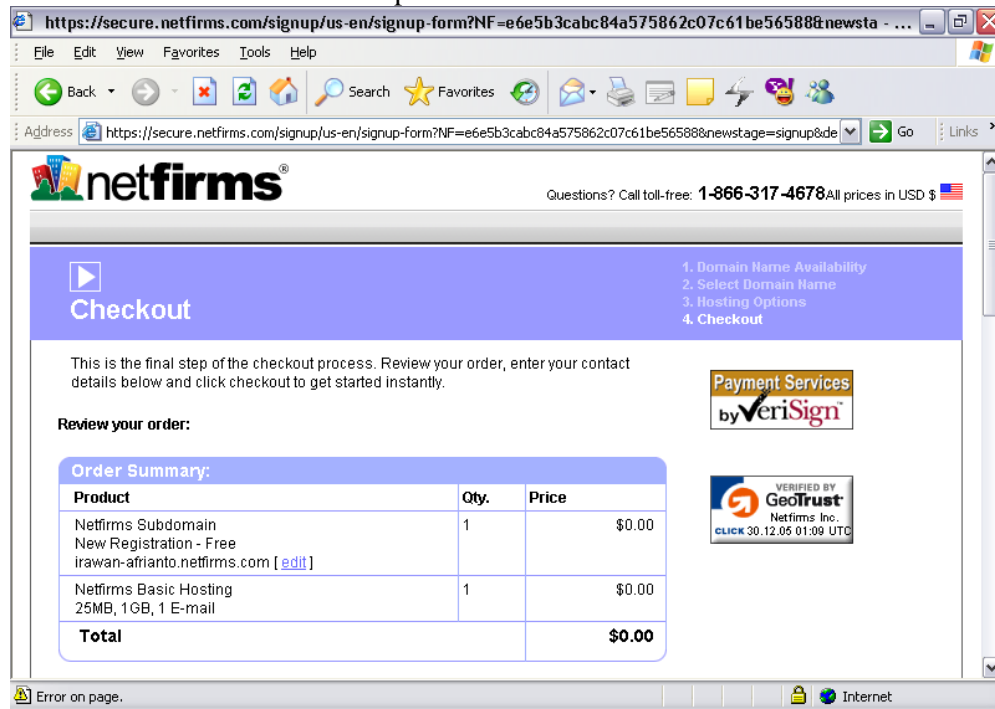 https://secure.netfirms.com/signup/us-en/signup-form?NF=e6e5b3cabc84a575862c07c61be56588&newsta - ...
File Edit View Favorites Tools Help
Back Search Favorites
Address https://secure.netfirms.com/signup/us-en/signup-form?NF=e6e5b3cabc84a575862c07c61be56588&newstage=signup&de Go Links
netfirms®
Questions? Call toll-free: 1-866-317-4678 All prices in USD $
Checkout
1. Domain Name Availability
2. Select Domain Name
3. Hosting Options
4. Checkout
This is the final step of the checkout process. Review your order, enter your contact
details below and click checkout to get started instantly.
Payment Services
by VeriSign™
Review your order:
Order Summary:
Product Qty. Price
Netfirms Subdomain 1 $0.00
New Registration - Free
irawan-afrianto.netfirms.com [ edit ]
Netfirms Basic Hosting 1 $0.00
25MB, 1GB, 1 E-mail
Total $0.00
VERIFIED BY
GeoTrust
Netfirms Inc.
CLICK 30.12.05 01:09 UTC
Error on page. Internet